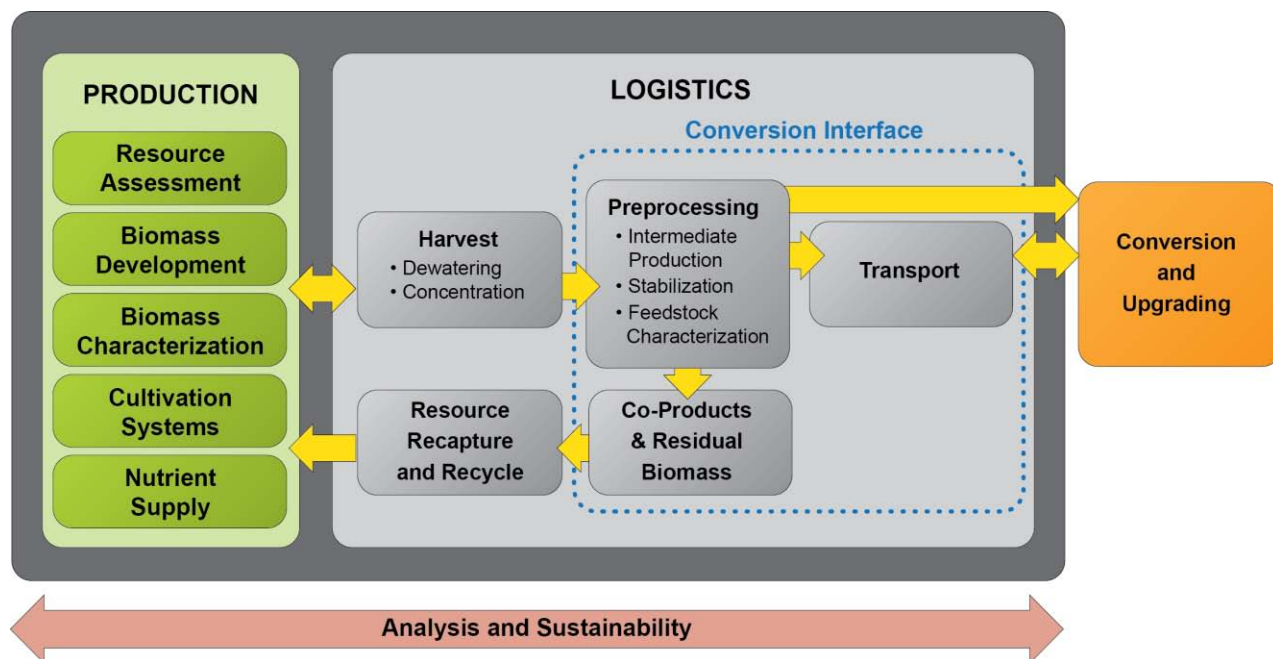 PRODUCTION
Resource
Assessment
Biomass
Development
Biomass
Characterization
Cultivation
Systems
Nutrient
Supply
LOGISTICS
Conversion Interface
Harvest
• Dewatering
• Concentration
Preprocessing
• Intermediate
Production
• Stabilization
• Feedstock
Characterization
Transport
Resource
Recapture
and Recycle
Co-Products
& Residual
Biomass
Conversion
and
Upgrading
Analysis and Sustainability